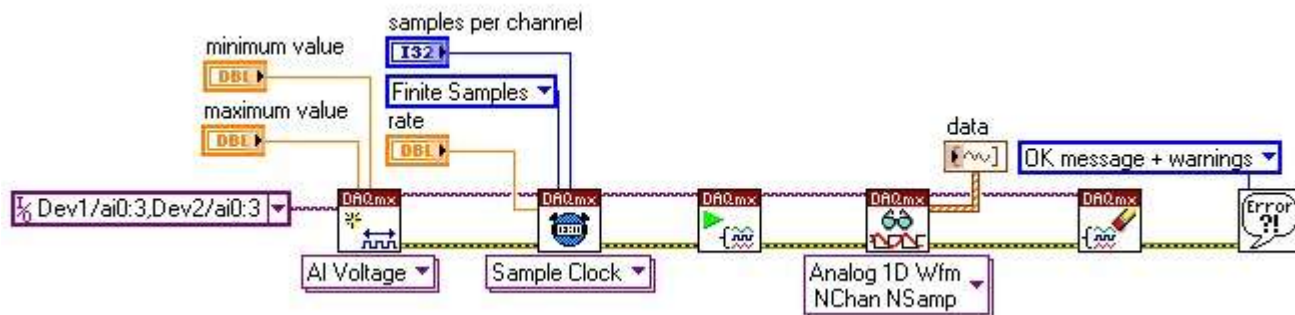 samples per channel
minimum value
I32
DBL
Finite Samples
maximum value
rate
DBL
DBL
data
OK message + warnings
I/O Dev1/ai0:3,Dev2/ai0:3
DAQmx
DAQmx
DAQmx
DAQmx
DAQmx
Error
?!
AI Voltage
Sample Clock
Analog 1D Wfm
NChan NSamp